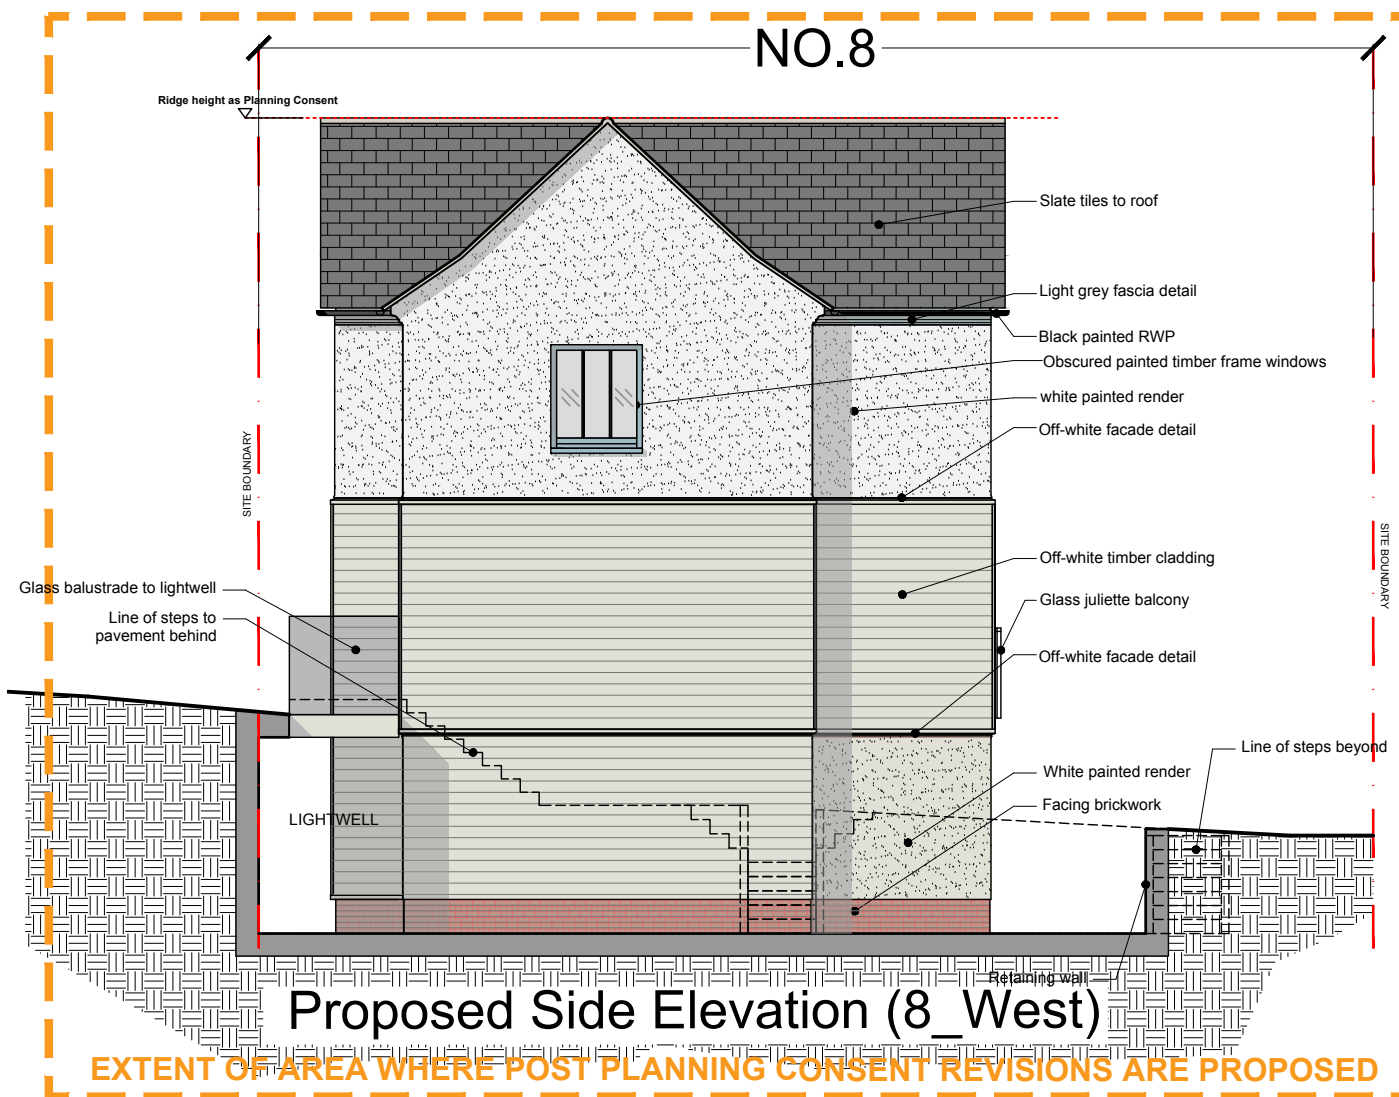 NO.8
Ridge height as Planning Consent
Slate tiles to roof
Light grey fascia detail
Black painted RWP
Obscured painted timber frame windows
white painted render
Off-white facade detail
SITE BOUNDARY
SITE BOUNDARY
Off-white timber cladding
Glass balustrade to lightwell
Glass juliette balcony
Line of steps to
pavement behind
Off-white facade detail
Line of steps beyond
White painted render
Facing brickwork
LIGHTWELL
Retaining wall
Proposed Side Elevation (8_West)
EXTENT OF AREA WHERE POST PLANNING CONSENT REVISIONS ARE PROPOSED